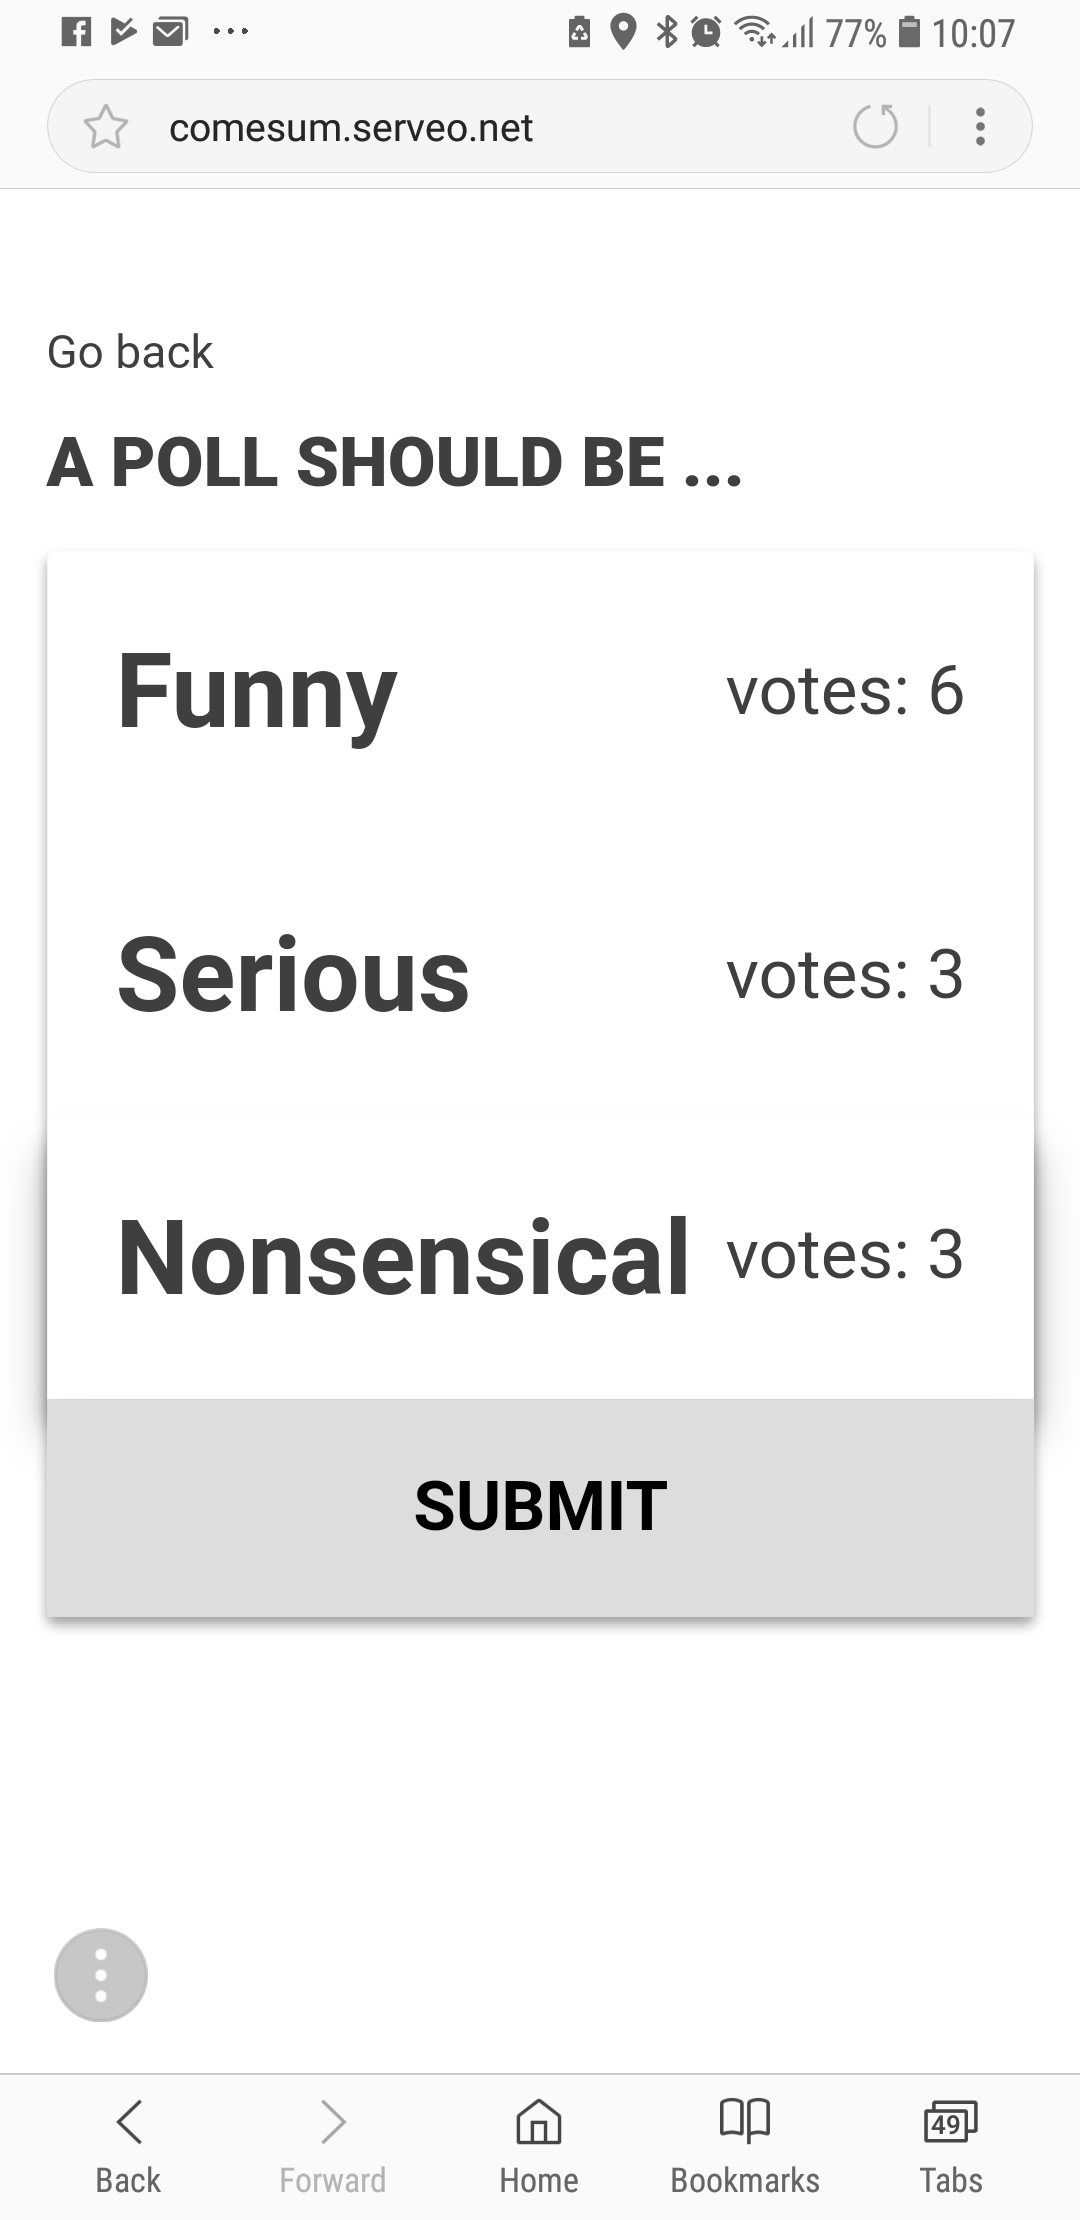 77% 10:07
comesum.serveo.net
Go back
A POLL SHOULD BE ...
Funny votes: 6
Serious votes: 3
Nonsensical votes: 3
SUBMIT
49
Back Forward Home Bookmarks Tabs